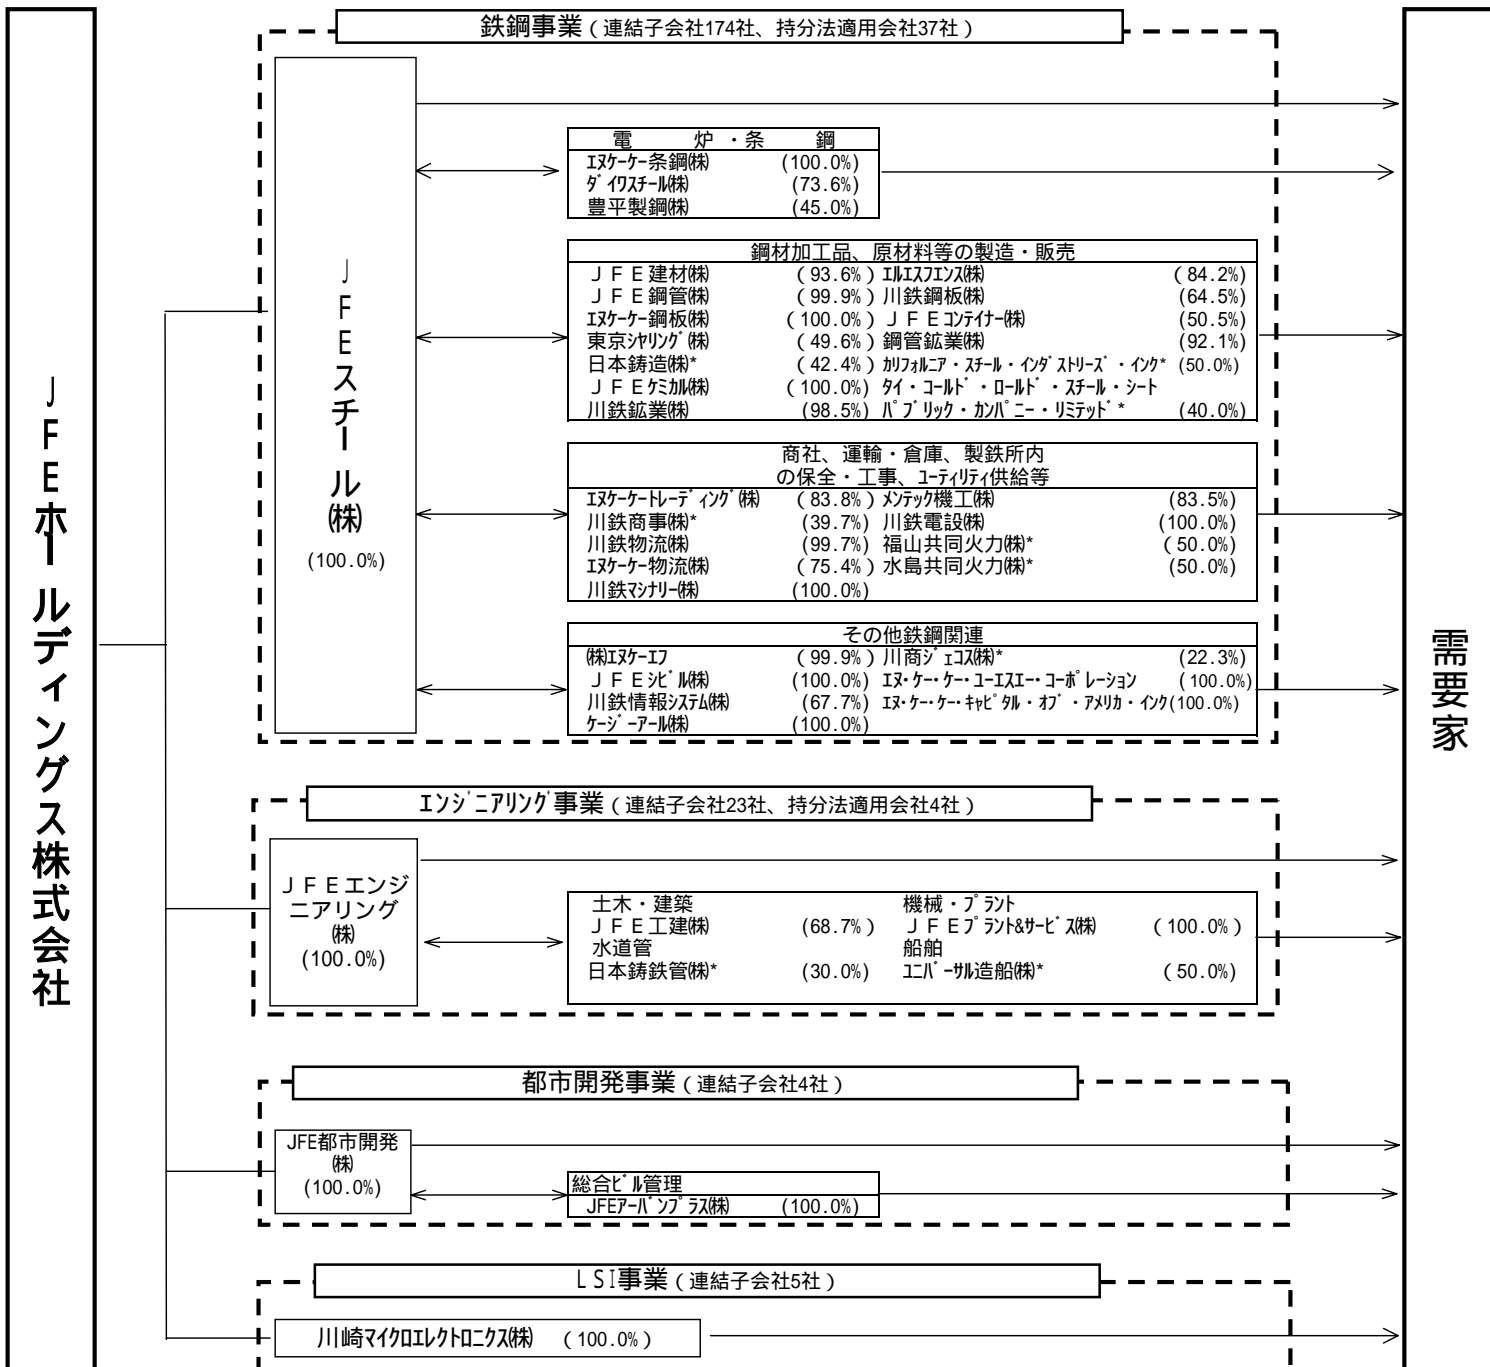 JFEホールディングス株式会社
鉄鋼事業（連結子会社174社、持分法適用会社37社）
JFEスチール㈱
(100.0%)
電　炉・条　鋼
ｴﾇｹｰｹｰ条鋼㈱ (100.0%)
ﾀﾞｲﾜｽﾁｰﾙ㈱ (73.6%)
豊平製鋼㈱ (45.0%)
鋼材加工品、原材料等の製造・販売
ＪＦＥ建材㈱ (93.6%) ｴﾙｴｽﾌｪﾝｽ㈱ (84.2%)
ＪＦＥ鋼管㈱ (99.9%) 川鉄鋼板㈱ (64.5%)
ｴﾇｹｰｹｰ鋼板㈱ (100.0%) ＪＦＥｺﾝﾃｲﾅｰ㈱ (50.5%)
東京ｼﾔﾘﾝｸﾞ㈱ (49.6%) 鋼管鉱業㈱ (92.1%)
日本鋳造㈱* (42.4%) ｶﾘﾌｫﾙﾆｱ・ｽﾁｰﾙ・ｲﾝﾀﾞｽﾄﾘｰｽﾞ・ｲﾝｸ* (50.0%)
ＪＦＥｹﾐｶﾙ㈱ (100.0%) ﾀｲ・ｺｰﾙﾄﾞ・ﾛｰﾙﾄﾞ・ｽﾁｰﾙ・ｼｰﾄ
川鉄鉱業㈱ (98.5%) ﾊﾟﾌﾞﾘｯｸ・ｶﾝﾊﾟﾆｰ・ﾘﾐﾃｯﾄﾞ* (40.0%)
商社、運輸・倉庫、製鉄所内
の保全・工事、ﾕｰﾃｨﾘﾃｨ供給等
ｴﾇｹｰｹｰﾄﾚｰﾃﾞｨﾝｸﾞ㈱ (83.8%) ﾒﾝﾃｯｸ機工㈱ (83.5%)
川鉄商事㈱* (39.7%) 川鉄電設㈱ (100.0%)
川鉄物流㈱ (99.7%) 福山共同火力㈱* (50.0%)
ｴﾇｹｰｹｰ物流㈱ (75.4%) 水島共同火力㈱* (50.0%)
川鉄ﾏｼﾅﾘｰ㈱ (100.0%)
その他鉄鋼関連
㈱ｴﾇｹｰｴﾌ (99.9%) 川商ｼﾞｪｺｽ㈱* (22.3%)
ＪＦＥｼﾋﾞﾙ㈱ (100.0%) ｴﾇ・ｹｰ・ｹｰ・ﾕｰｴｽｴｰ・ｺｰﾎﾟﾚｰｼｮﾝ (100.0%)
川鉄情報ｼｽﾃﾑ㈱ (67.7%) ｴﾇ・ｹｰ・ｹｰ・ｷｬﾋﾟﾀﾙ・ｵﾌﾞ・ｱﾒﾘｶ・ｲﾝｸ(100.0%)
ｹｰｼﾞｰｱｰﾙ㈱ (100.0%)
ｴﾝｼﾞﾆｱﾘﾝｸﾞ事業（連結子会社23社、持分法適用会社4社）
ＪＦＥエンジ
ニアリング
㈱
(100.0%)
土木・建築 機械・ﾌﾟﾗﾝﾄ
ＪＦＥ工建㈱ (68.7%) ＪＦＥﾌﾟﾗﾝﾄ&ｻｰﾋﾞｽ㈱ (100.0%)
水道管 船舶
日本鋳鉄管㈱* (30.0%) ﾕﾆﾊﾞｰｻﾙ造船㈱* (50.0%)
都市開発事業（連結子会社4社）
JFE都市開発
㈱
(100.0%)
総合ﾋﾞﾙ管理
JFEｱｰﾊﾞﾝﾌﾟﾗｽ㈱ (100.0%)
LSI事業（連結子会社5社）
川崎ﾏｲｸﾛｴﾚｸﾄﾛﾆｸｽ㈱ (100.0%)
需要家